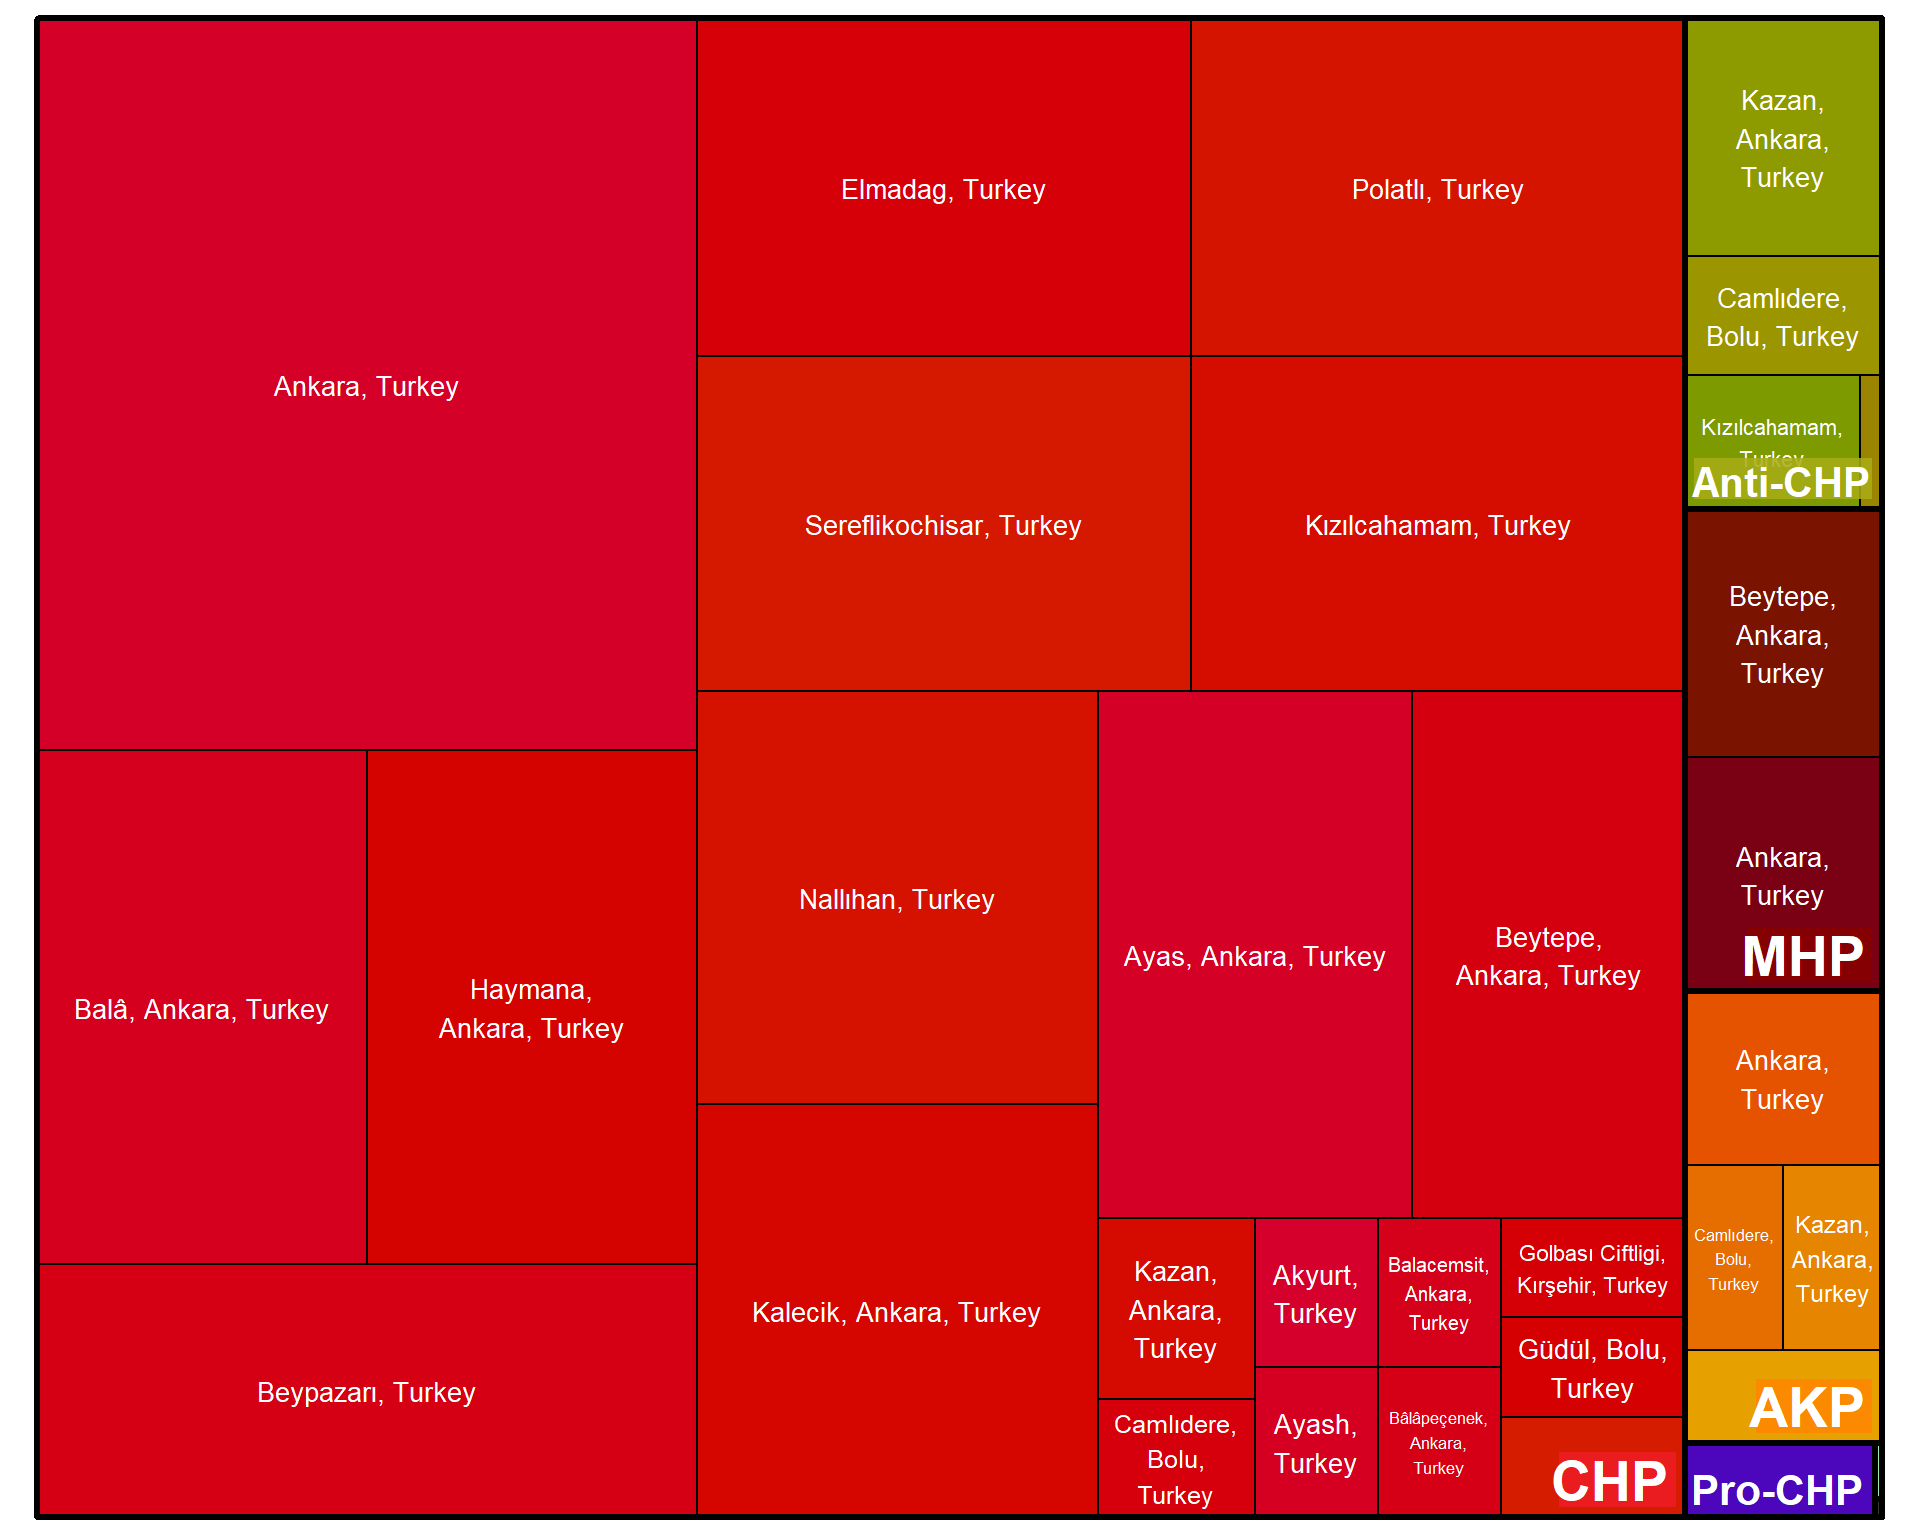 Ankara, Turkey
Balâ, Ankara, Turkey
Haymana,
Ankara, Turkey
Beypazarı, Turkey
Elmadag, Turkey
Polatlı, Turkey
Sereflikochisar, Turkey
Kızılcahamam, Turkey
Nallıhan, Turkey
Kalecik, Ankara, Turkey
Ayas, Ankara, Turkey
Beytepe,
Ankara, Turkey
Kazan,
Ankara,
Turkey
Camlıdere,
Bolu,
Turkey
Akyurt,
Turkey
Ayash,
Turkey
Balacemsit,
Ankara,
Turkey
Bâlâpeçenek,
Ankara,
Turkey
Golbası Ciftligi,
Kırşehir, Turkey
Güdül, Bolu,
Turkey
CHP
Kazan,
Ankara,
Turkey
Camlıdere,
Bolu, Turkey
Kızılcahamam,
Turkey
Anti-CHP
Beytepe,
Ankara,
Turkey
Ankara,
Turkey
MHP
Ankara,
Turkey
Camlıdere,
Bolu,
Turkey
Kazan,
Ankara,
Turkey
AKP
Pro-CHP